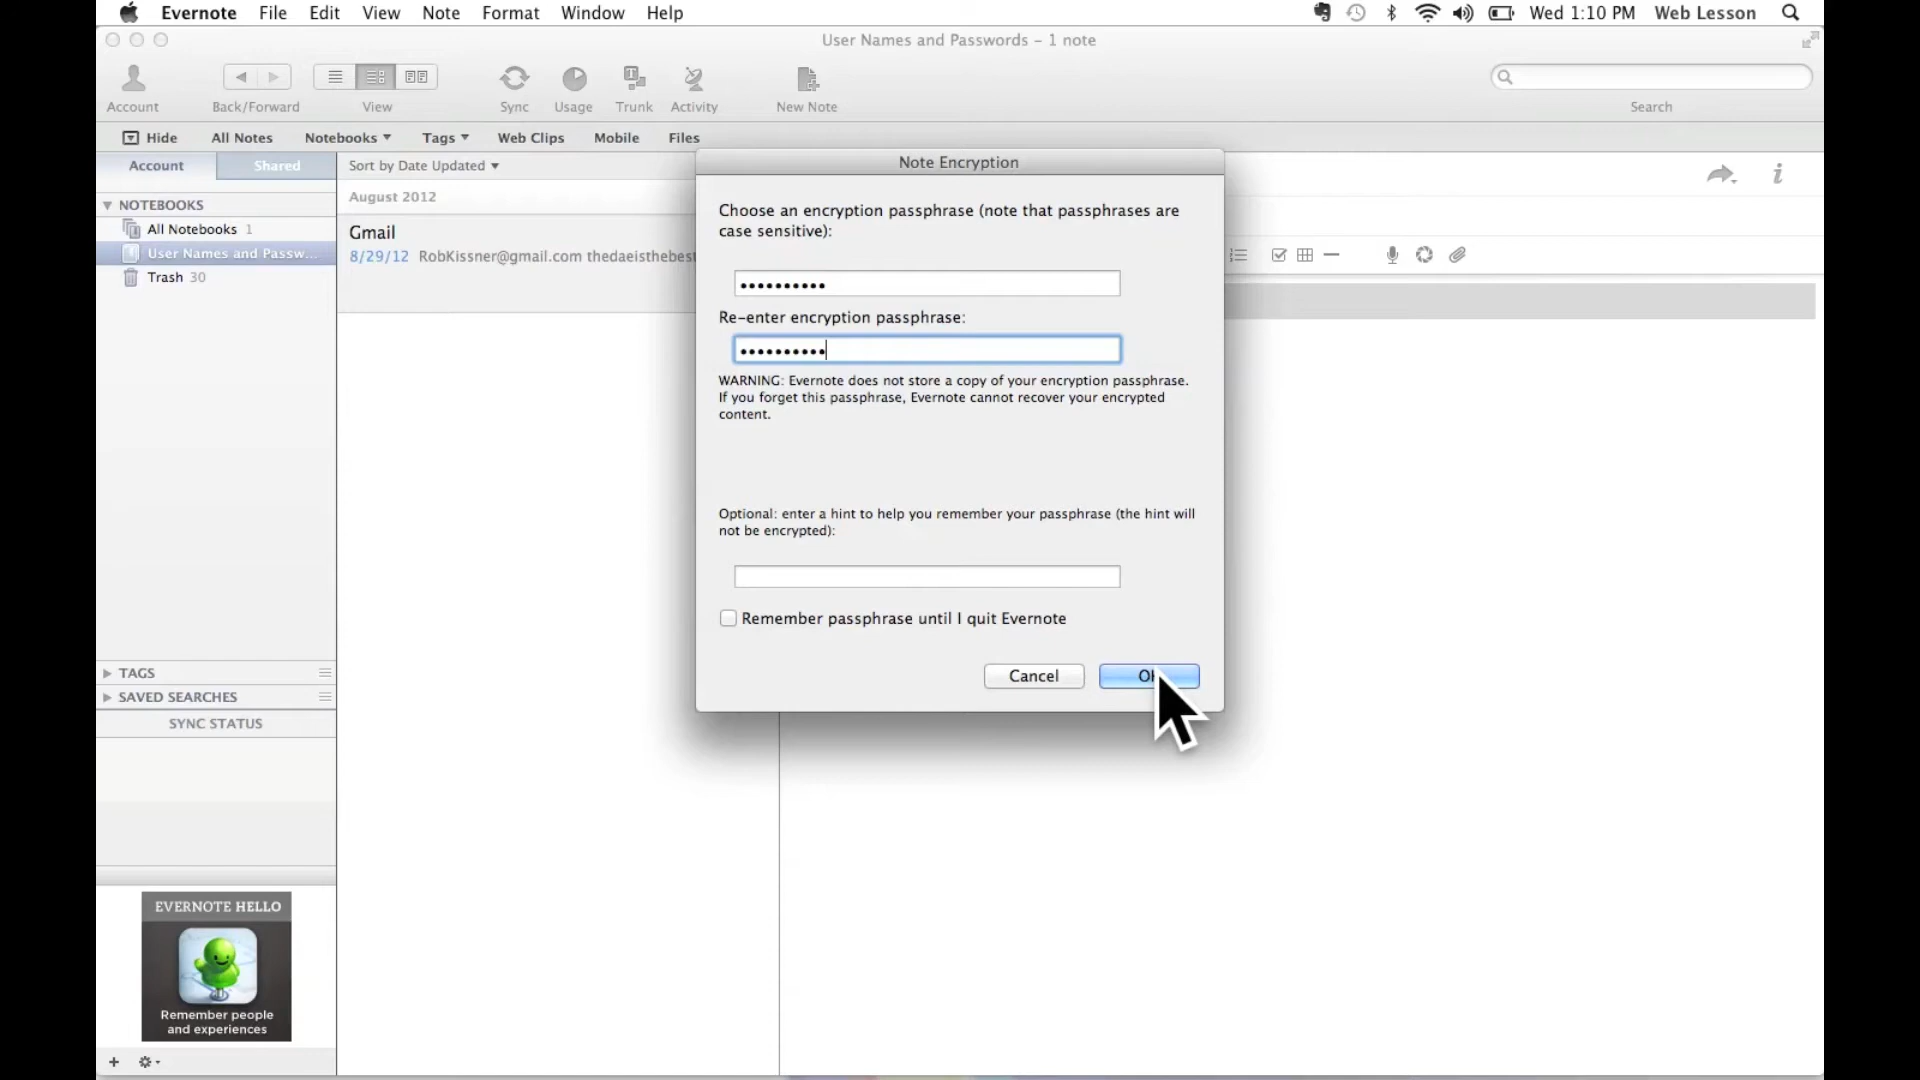 Evernote File Edit View Note Format Window Help Wed 1:10 PM Web Lesson
User Names and Passwords – 1 note
Account Back/Forward View Sync Usage Trunk Activity New Note Search
Hide All Notes Notebooks Tags Web Clips Mobile Files
Account Shared
Sort by Date Updated
NOTEBOOKS
All Notebooks 1
User Names and Passw...
Trash 30
August 2012
Gmail
8/29/12 RobKissner@gmail.com thedaeisthebest
Note Encryption
Choose an encryption passphrase (note that passphrases are
case sensitive):
••••••••••
Re-enter encryption passphrase:
••••••••••
WARNING: Evernote does not store a copy of your encryption passphrase.
If you forget this passphrase, Evernote cannot recover your encrypted
content.
Optional: enter a hint to help you remember your passphrase (the hint will
not be encrypted):
Remember passphrase until I quit Evernote
Cancel
TAGS
SAVED SEARCHES
SYNC STATUS
EVERNOTE HELLO
Remember people
and experiences